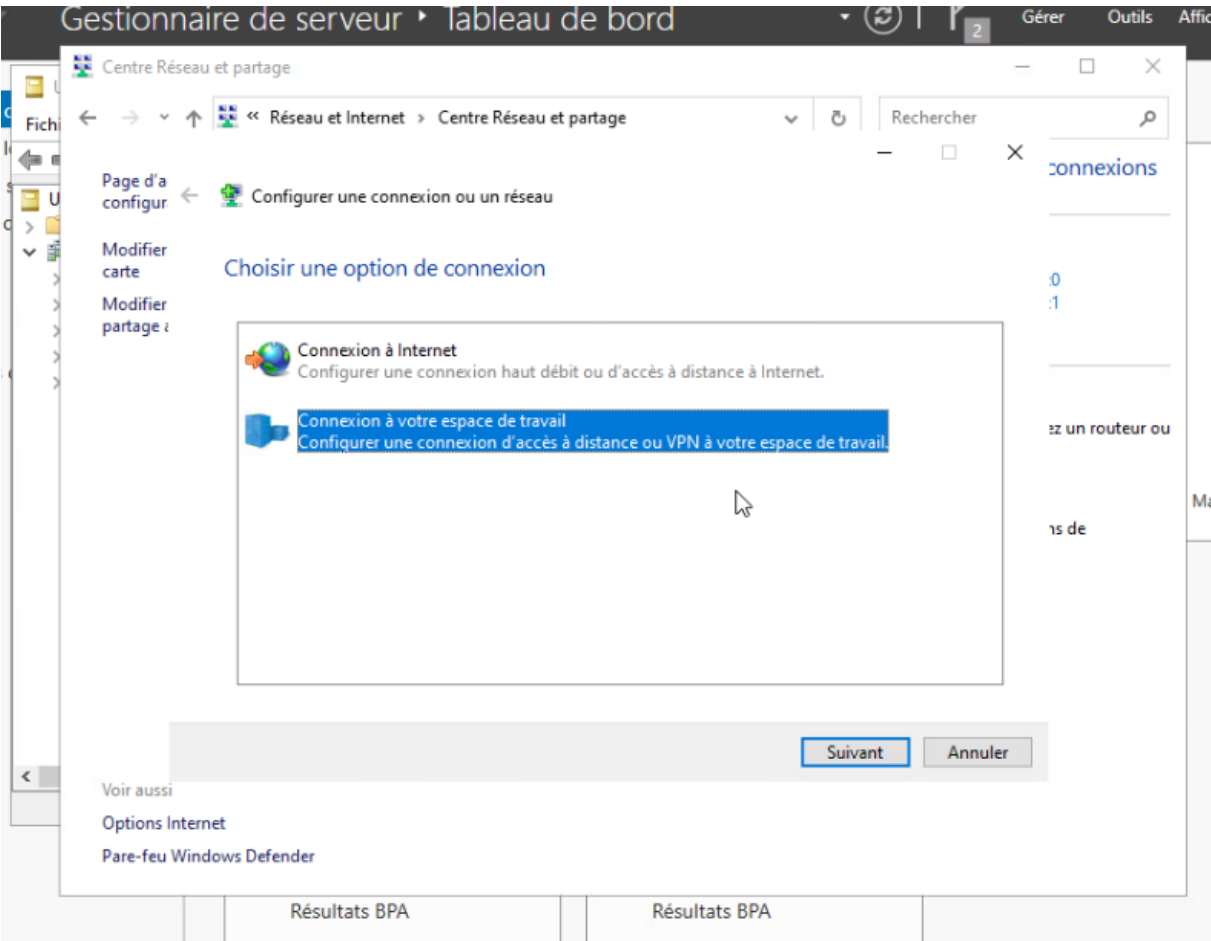 Gestionnaire de serveur ‣ Tableau de bord
2
Gérer
Outils
Centre Réseau et partage
Fichi
« Réseau et Internet › Centre Réseau et partage
Rechercher
connexions
Page d'a
configur
Configurer une connexion ou un réseau
Modifier
carte
Modifier
partage a
Choisir une option de connexion
:0
:1
Connexion à Internet
Configurer une connexion haut débit ou d'accès à distance à Internet.
Connexion à votre espace de travail
Configurer une connexion d'accès à distance ou VPN à votre espace de travail.
ez un routeur ou
ns de
Suivant
Annuler
Voir aussi
Options Internet
Pare-feu Windows Defender
Résultats BPA
Résultats BPA